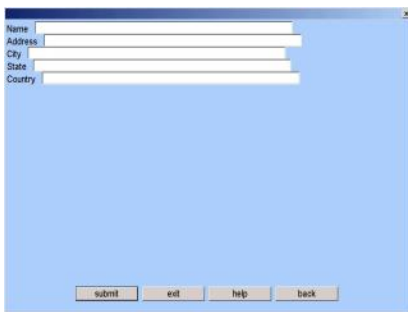 Name
Address
City
State
Country
submit exit help back